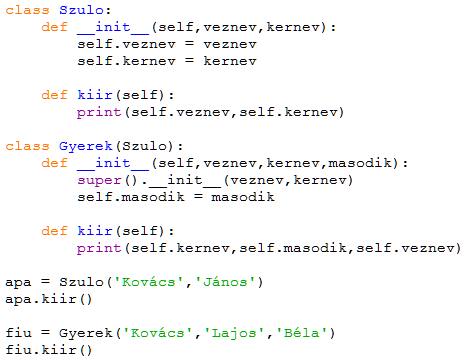 class Szulo:
    def __init__(self,veznev,kernev):
        self.veznev = veznev
        self.kernev = kernev

    def kiir(self):
        print(self.veznev,self.kernev)

class Gyerek(Szulo):
    def __init__(self,veznev,kernev,masodik):
        super().__init__(veznev,kernev)
        self.masodik = masodik

    def kiir(self):
        print(self.kernev,self.masodik,self.veznev)

apa = Szulo('Kovács','János')
apa.kiir()

fiu = Gyerek('Kovács','Lajos','Béla')
fiu.kiir()